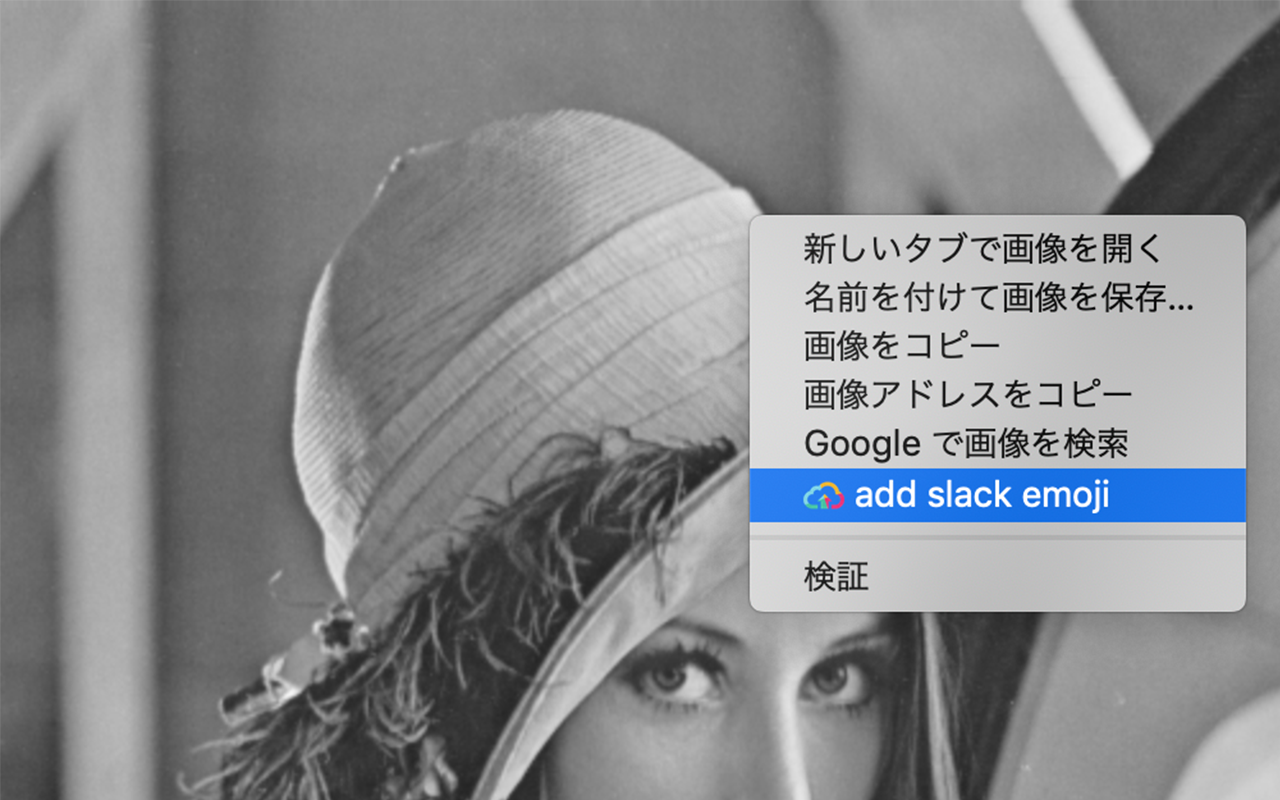 新しいタブで画像を開く
名前を付けて画像を保存...
画像をコピー
画像アドレスをコピー
Google で画像を検索
add slack emoji
検証